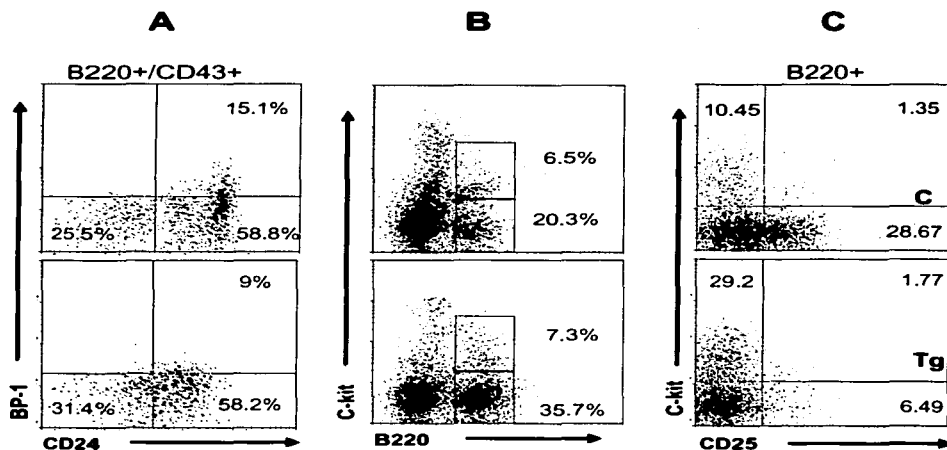 A B C
B220+/CD43+ B220+
15.1%
25.5% 58.8%
6.5%
20.3%
10.45 1.35
C
28.67
9%
31.4% 58.2%
7.3%
35.7%
29.2 1.77
Tg
6.49
BP-1
C-kit
C-kit
CD24 B220 CD25